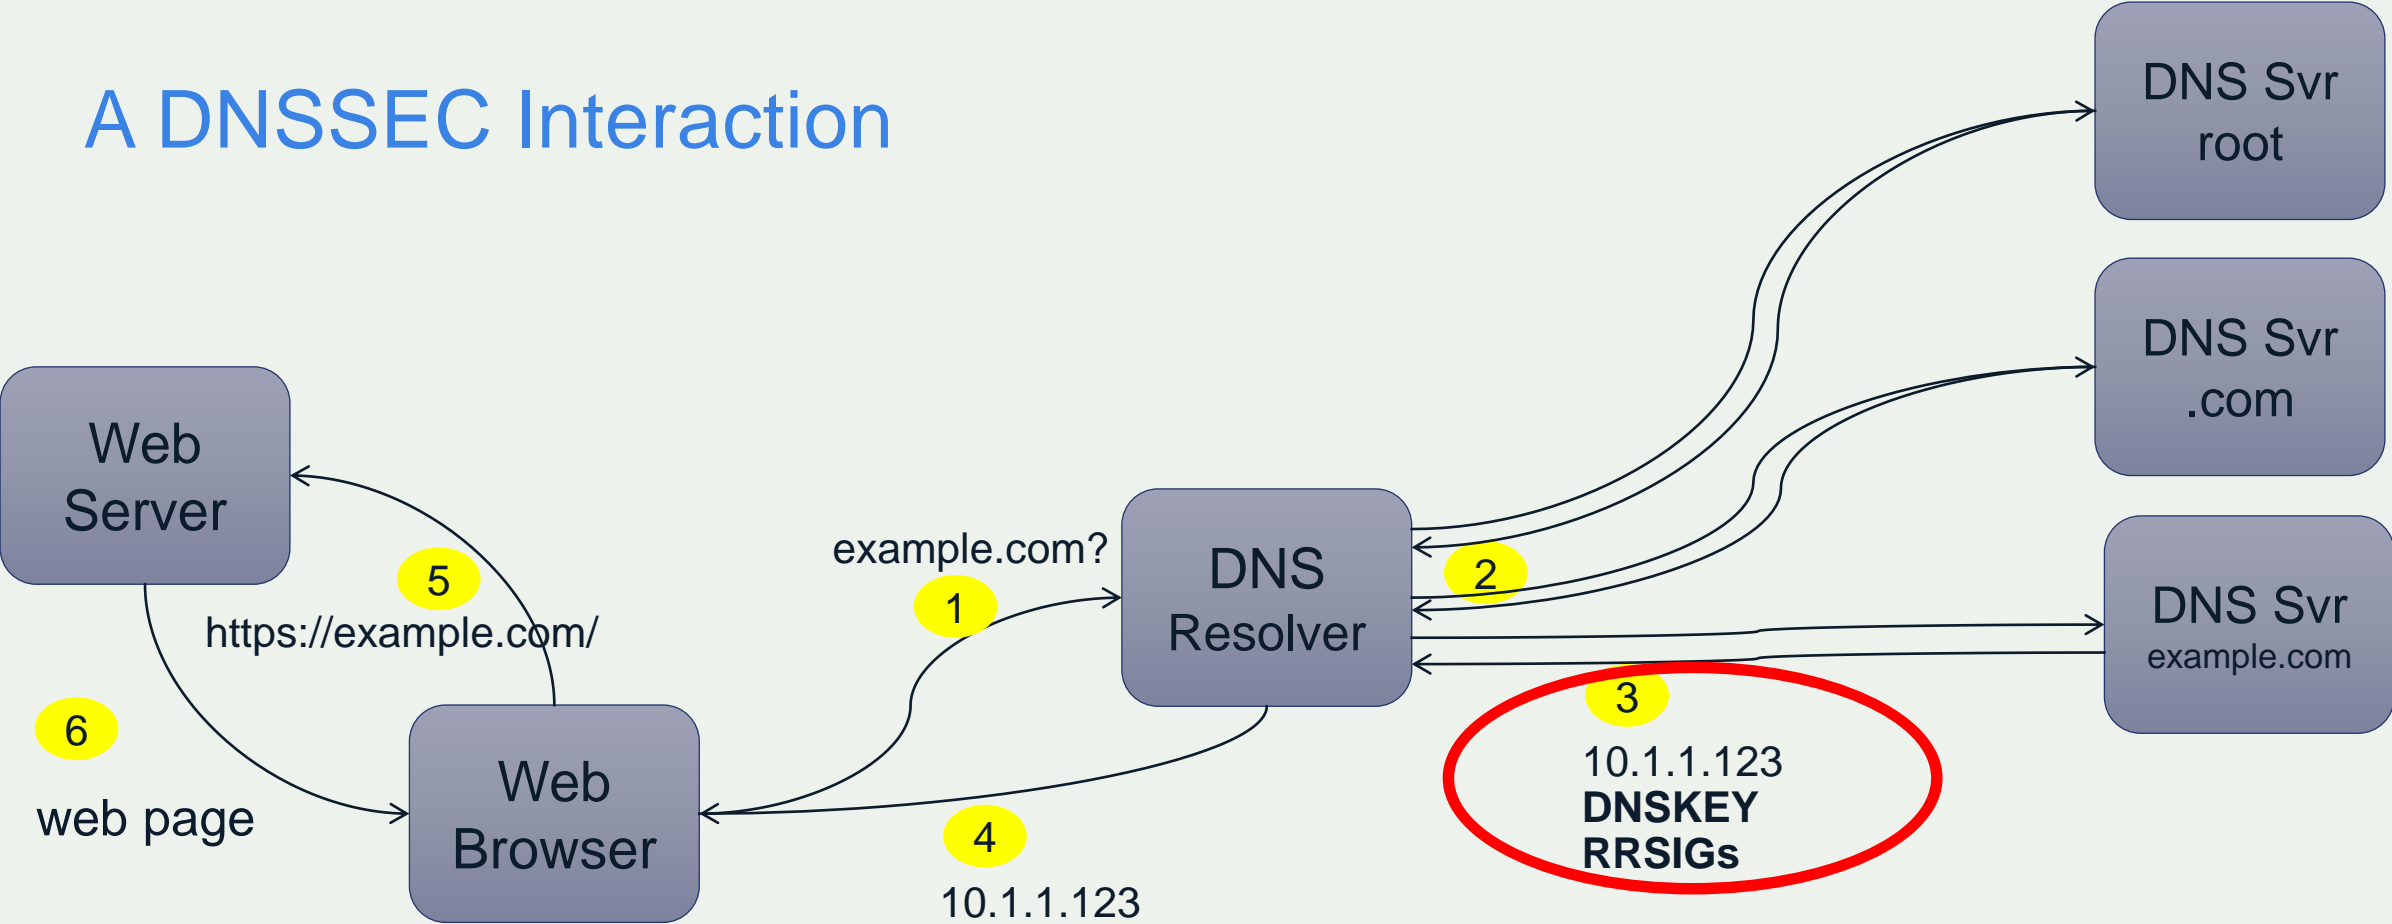 A DNSSEC Interaction
DNS Svr
root
DNS Svr
.com
DNS Svr
example.com
Web
Server
5
https://example.com/
6
web page
Web
Browser
example.com?
1
DNS
Resolver
2
3
10.1.1.123
DNSKEY
RRSIGs
4
10.1.1.123